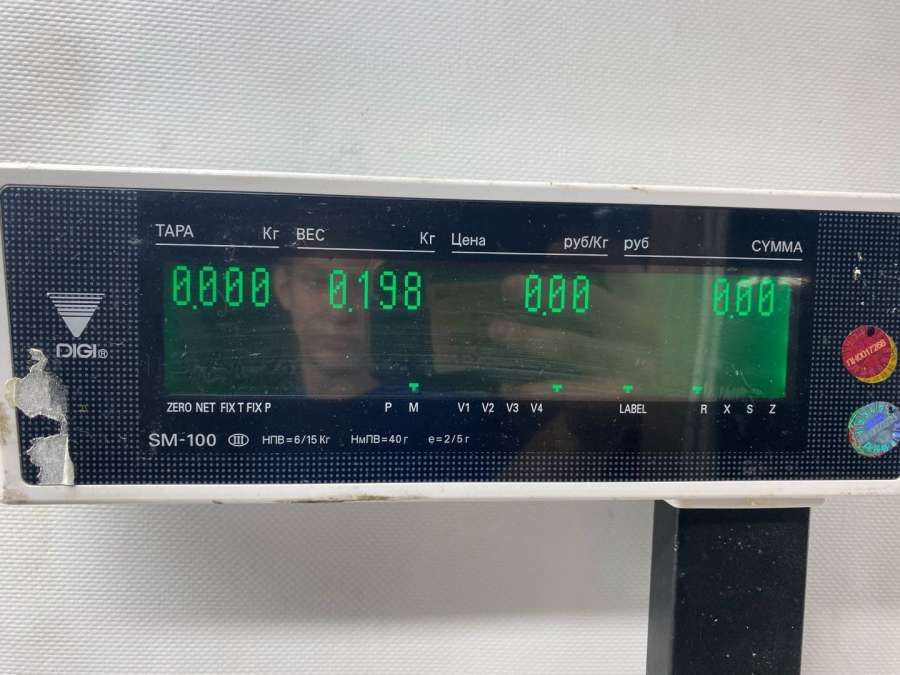 ТАРА Кг ВЕС Кг Цена руб/Кг руб СУММА
0.000 0.198 0.00 0.00
DIGI®
ZERO NET FIX T FIX P P M V1 V2 V3 V4 LABEL R X S Z
SM-100 III НПВ=6/15 Кг НмПВ=40 г e=2/5 г